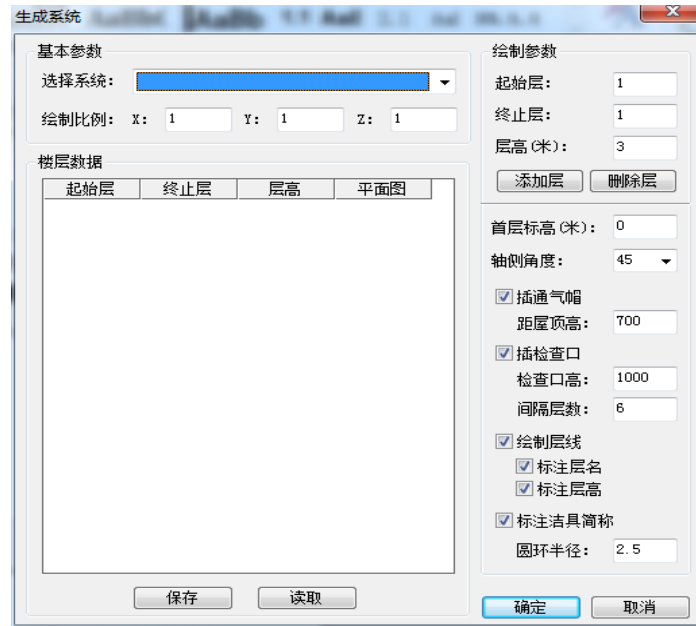 生成系统
基本参数
选择系统:
绘制比例: X: 1 Y: 1 Z: 1
楼层数据
起始层 终止层 层高 平面图
保存 读取
绘制参数
起始层: 1
终止层: 1
层高(米): 3
添加层 删除层
首层标高(米): 0
轴侧角度: 45
插通气帽
距屋顶高: 700
插检查口
检查口高: 1000
间隔层数: 6
绘制层线
标注层名
标注层高
标注洁具简称
圆环半径: 2.5
确定 取消